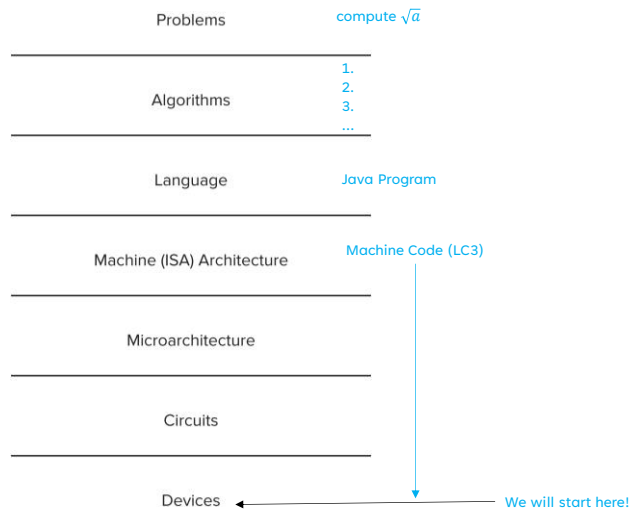 Problems
compute √a
Algorithms
1.
2.
3.
...
Language
Java Program
Machine (ISA) Architecture
Machine Code (LC3)
Microarchitecture
Circuits
Devices
We will start here!